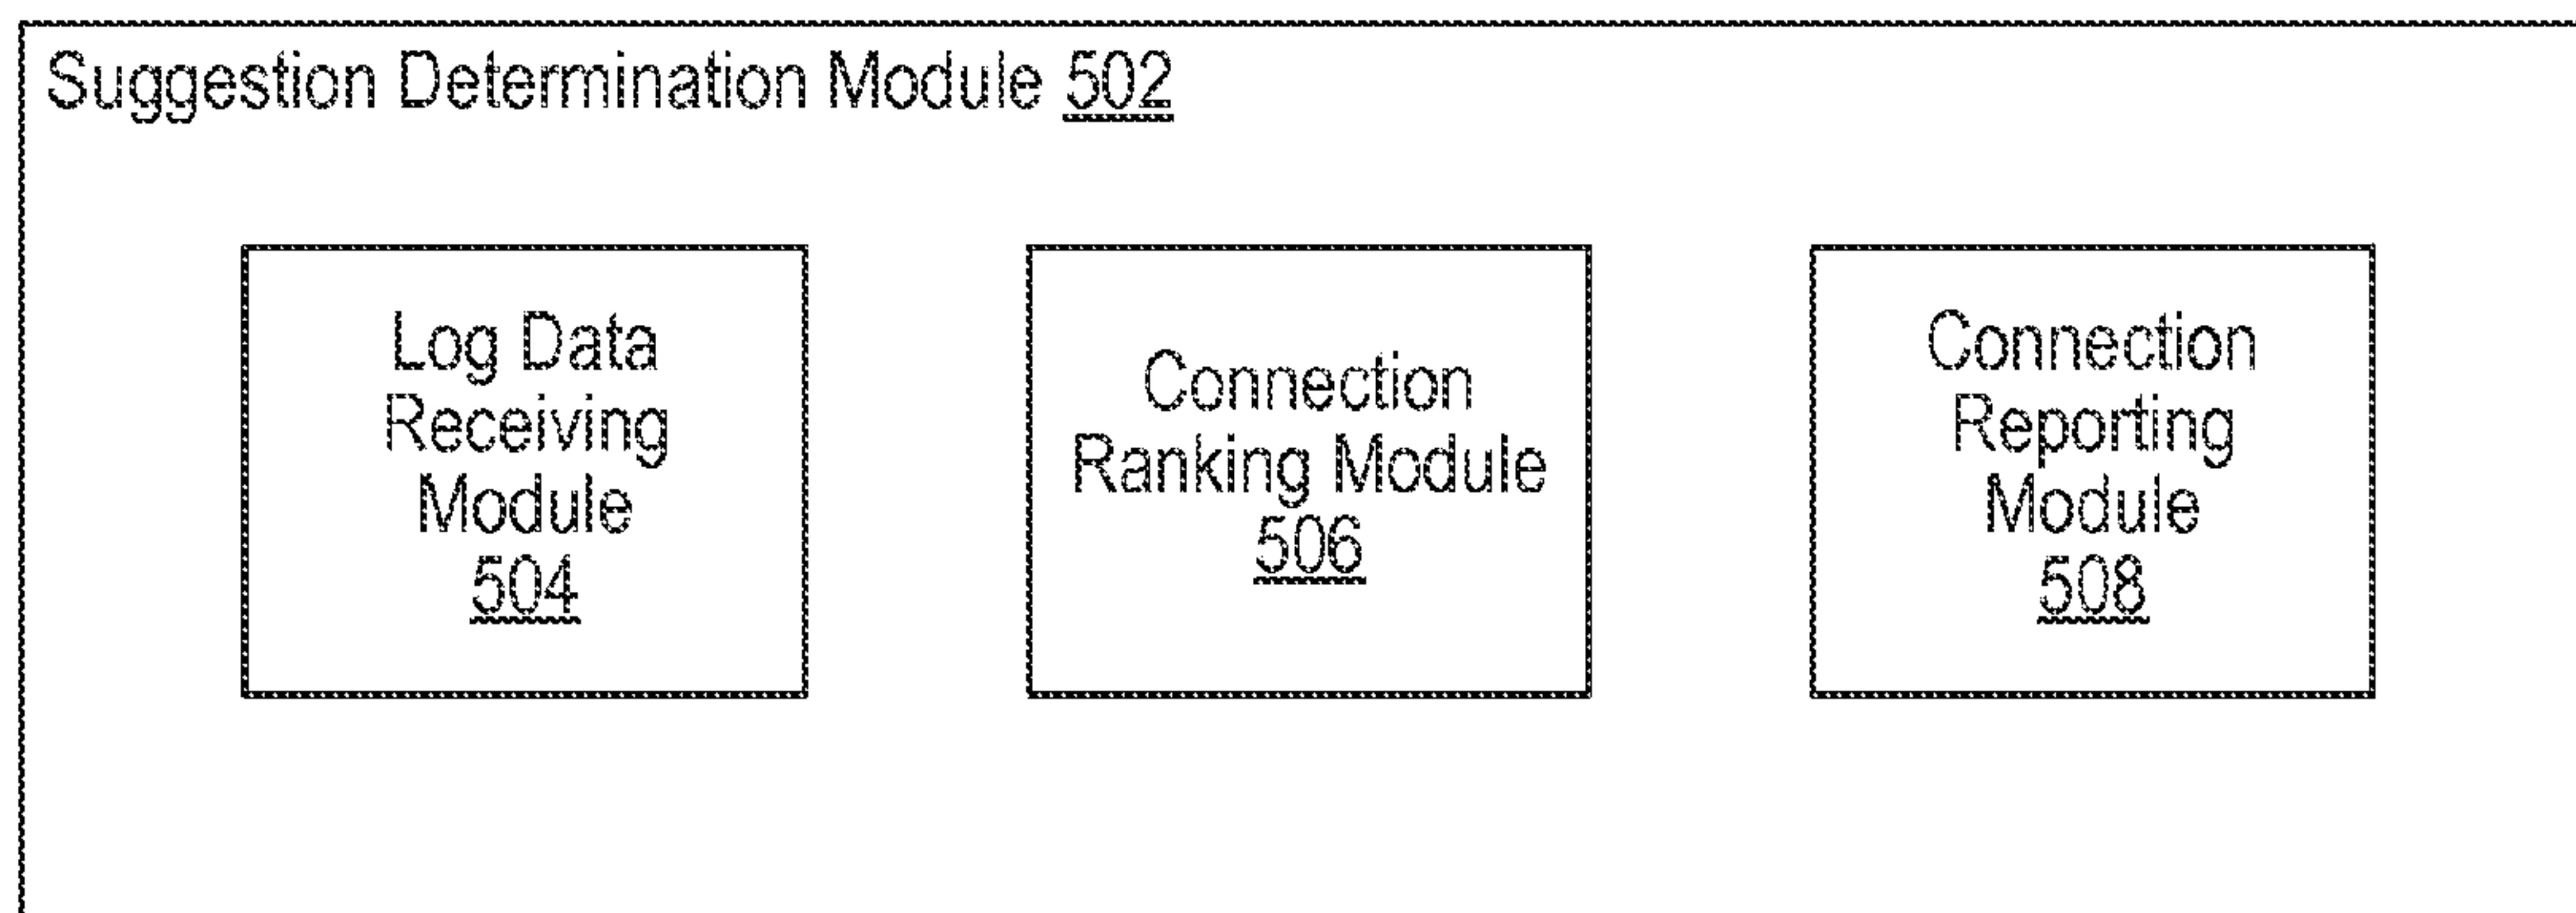 Suggestion Determination Module 502
Log Data
Receiving
Module
504
Connection
Ranking Module
506
Connection
Reporting
Module
508